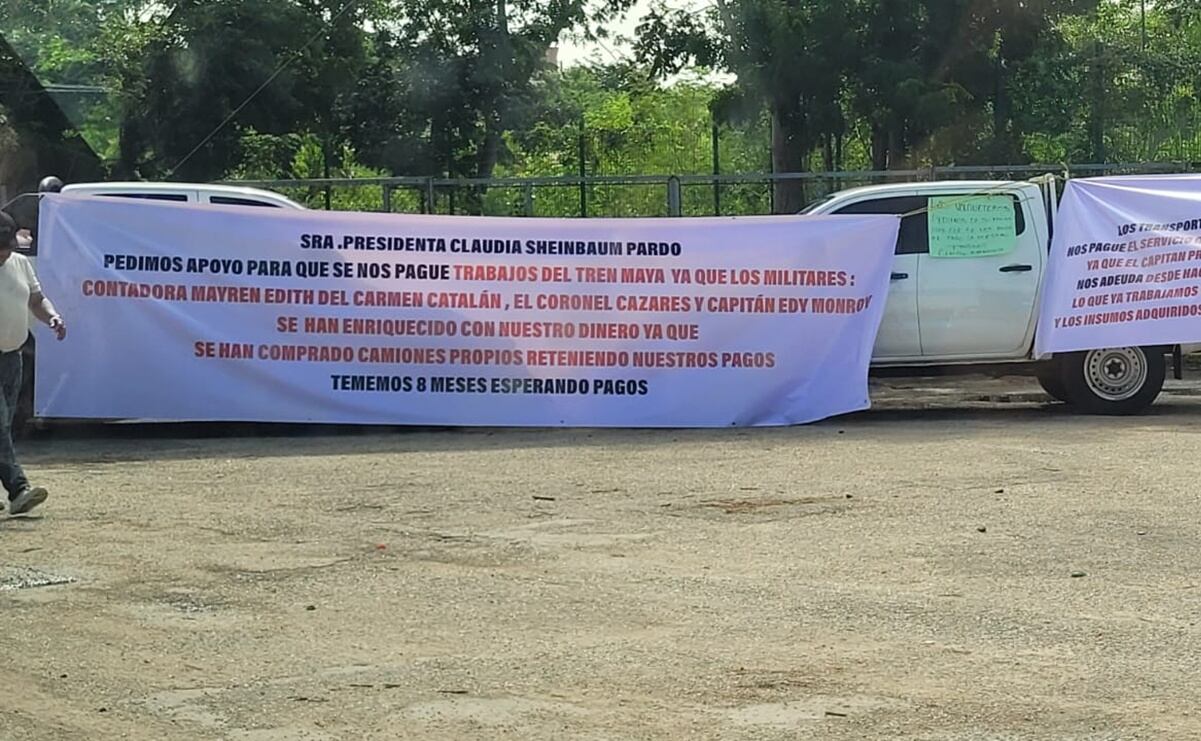 SRA .PRESIDENTA CLAUDIA SHEINBAUM PARDO
PEDIMOS APOYO PARA QUE SE NOS PAGUE TRABAJOS DEL TREN MAYA YA QUE LOS MILITARES :
CONTADORA MAYREN EDITH DEL CARMEN CATALÁN , EL CORONEL CAZARES Y CAPITÁN EDY MONROY
SE HAN ENRIQUECIDO CON NUESTRO DINERO YA QUE
SE HAN COMPRADO CAMIONES PROPIOS RETENIENDO NUESTROS PAGOS
TEMEMOS 8 MESES ESPERANDO PAGOS
LOS TRANSPORT
NOS PAGUE EL SERVICIO
YA QUE EL CAPITAN PR
NOS ADEUDA DESDE HAC
LO QUE YA TRABAJAMOS
Y LOS INSUMOS ADQUIRIDOS